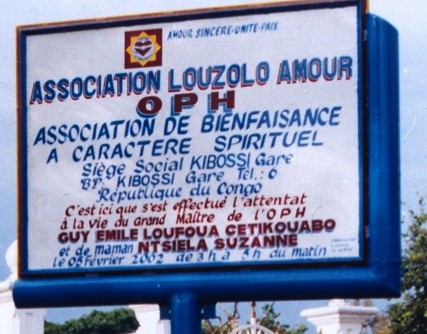 AMOUR, SINCERE-UNITE-PAIX
ASSOCIATION LOUZOLO AMOUR
OPH
ASSOCIATION DE BIENFAISANCE
A CARACTERE SPIRITUEL
Siège Social KIBOSSI Gare
BP. KIBOSSI Gare Tel.: 6
République du Congo
C'est ici que s'est effectué l'attentat
à la vie du Grand Maître de l'OPH
GUY EMILE LOUFOUA CETIKOUABO
et de maman NTSIELA SUZANNE
le 05 Février 2002 de 3h à 5h du matin